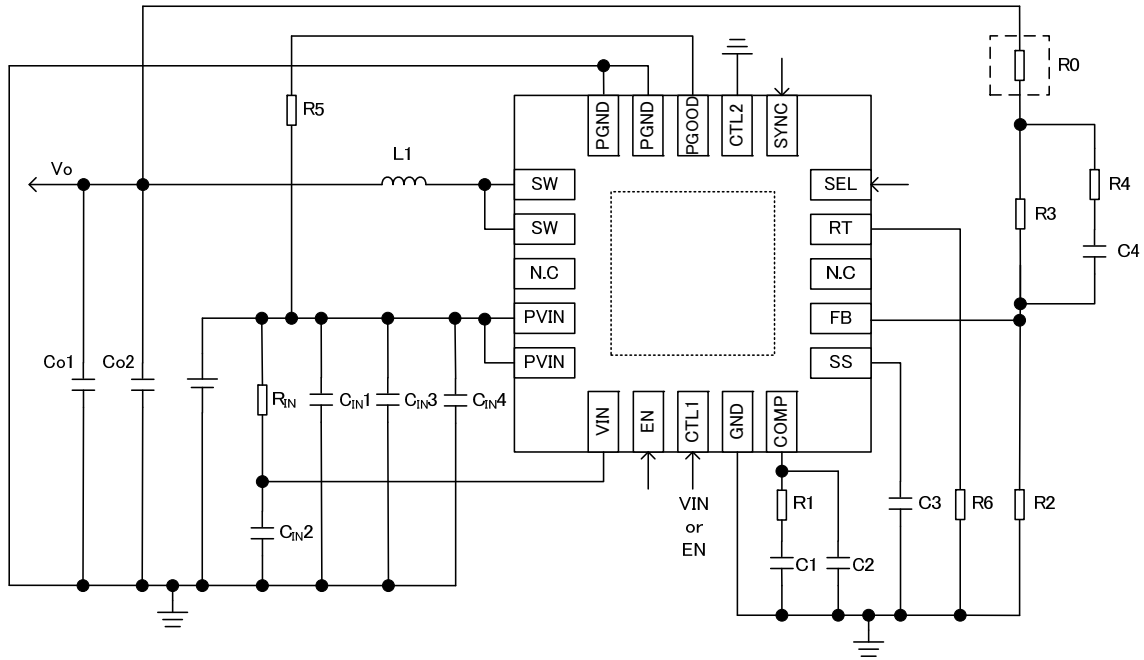 R0
R5
PGND
PGND
PGOOD
CTL2
SYNC
L1
Vo
SW
SEL
R4
SW
RT
R3
C4
N.C
N.C
PVIN
FB
Co1
Co2
PVIN
SS
RIN
CIN1
CIN3
CIN4
VIN
EN
CTL1
GND
COMP
CIN2
VIN
or
EN
R1
C3
R6
R2
C1
C2